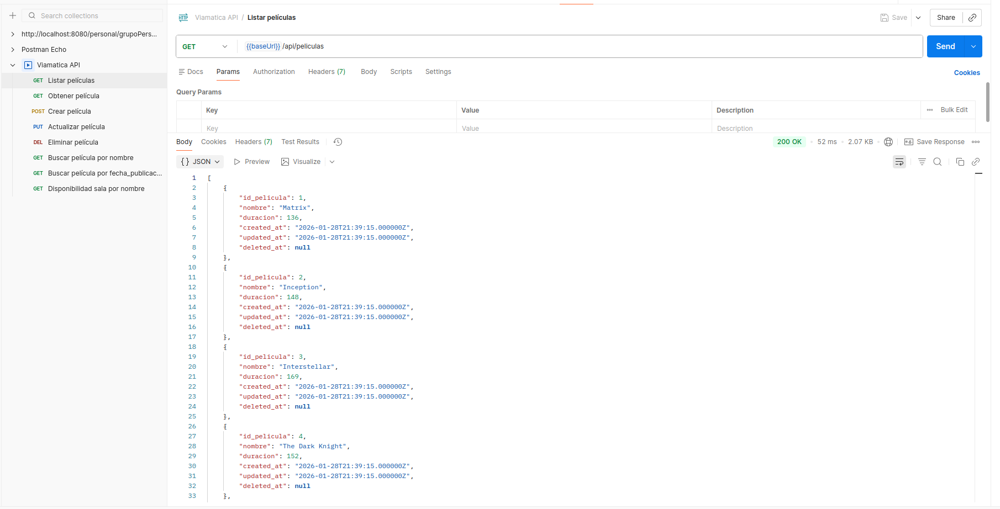 Search collections
http://localhost:8080/personal/grupoPers...
Postman Echo
Viamatica API
GET Listar películas
GET Obtener película
POST Crear película
PUT Actualizar película
DEL Eliminar película
GET Buscar película por nombre
GET Buscar película por fecha_publicac...
GET Disponibilidad sala por nombre
HTTP Viamatica API / Listar películas
Save
Share
GET {{baseUrl}} /api/peliculas
Send
Docs Params Authorization Headers (7) Body Scripts Settings
Cookies
Query Params
Key Value Description Bulk Edit
Key Value Description
Body Cookies Headers (7) Test Results
200 OK • 52 ms • 2.07 KB • e.g. Save Response
{} JSON Preview Visualize
1 [
2 {
3 "id_pelicula": 1,
4 "nombre": "Matrix",
5 "duracion": 136,
6 "created_at": "2026-01-28T21:39:15.000000Z",
7 "updated_at": "2026-01-28T21:39:15.000000Z",
8 "deleted_at": null
9 },
10 {
11 "id_pelicula": 2,
12 "nombre": "Inception",
13 "duracion": 148,
14 "created_at": "2026-01-28T21:39:15.000000Z",
15 "updated_at": "2026-01-28T21:39:15.000000Z",
16 "deleted_at": null
17 },
18 {
19 "id_pelicula": 3,
20 "nombre": "Interstellar",
21 "duracion": 169,
22 "created_at": "2026-01-28T21:39:15.000000Z",
23 "updated_at": "2026-01-28T21:39:15.000000Z",
24 "deleted_at": null
25 },
26 {
27 "id_pelicula": 4,
28 "nombre": "The Dark Knight",
29 "duracion": 152,
30 "created_at": "2026-01-28T21:39:15.000000Z",
31 "updated_at": "2026-01-28T21:39:15.000000Z",
32 "deleted_at": null
33 },